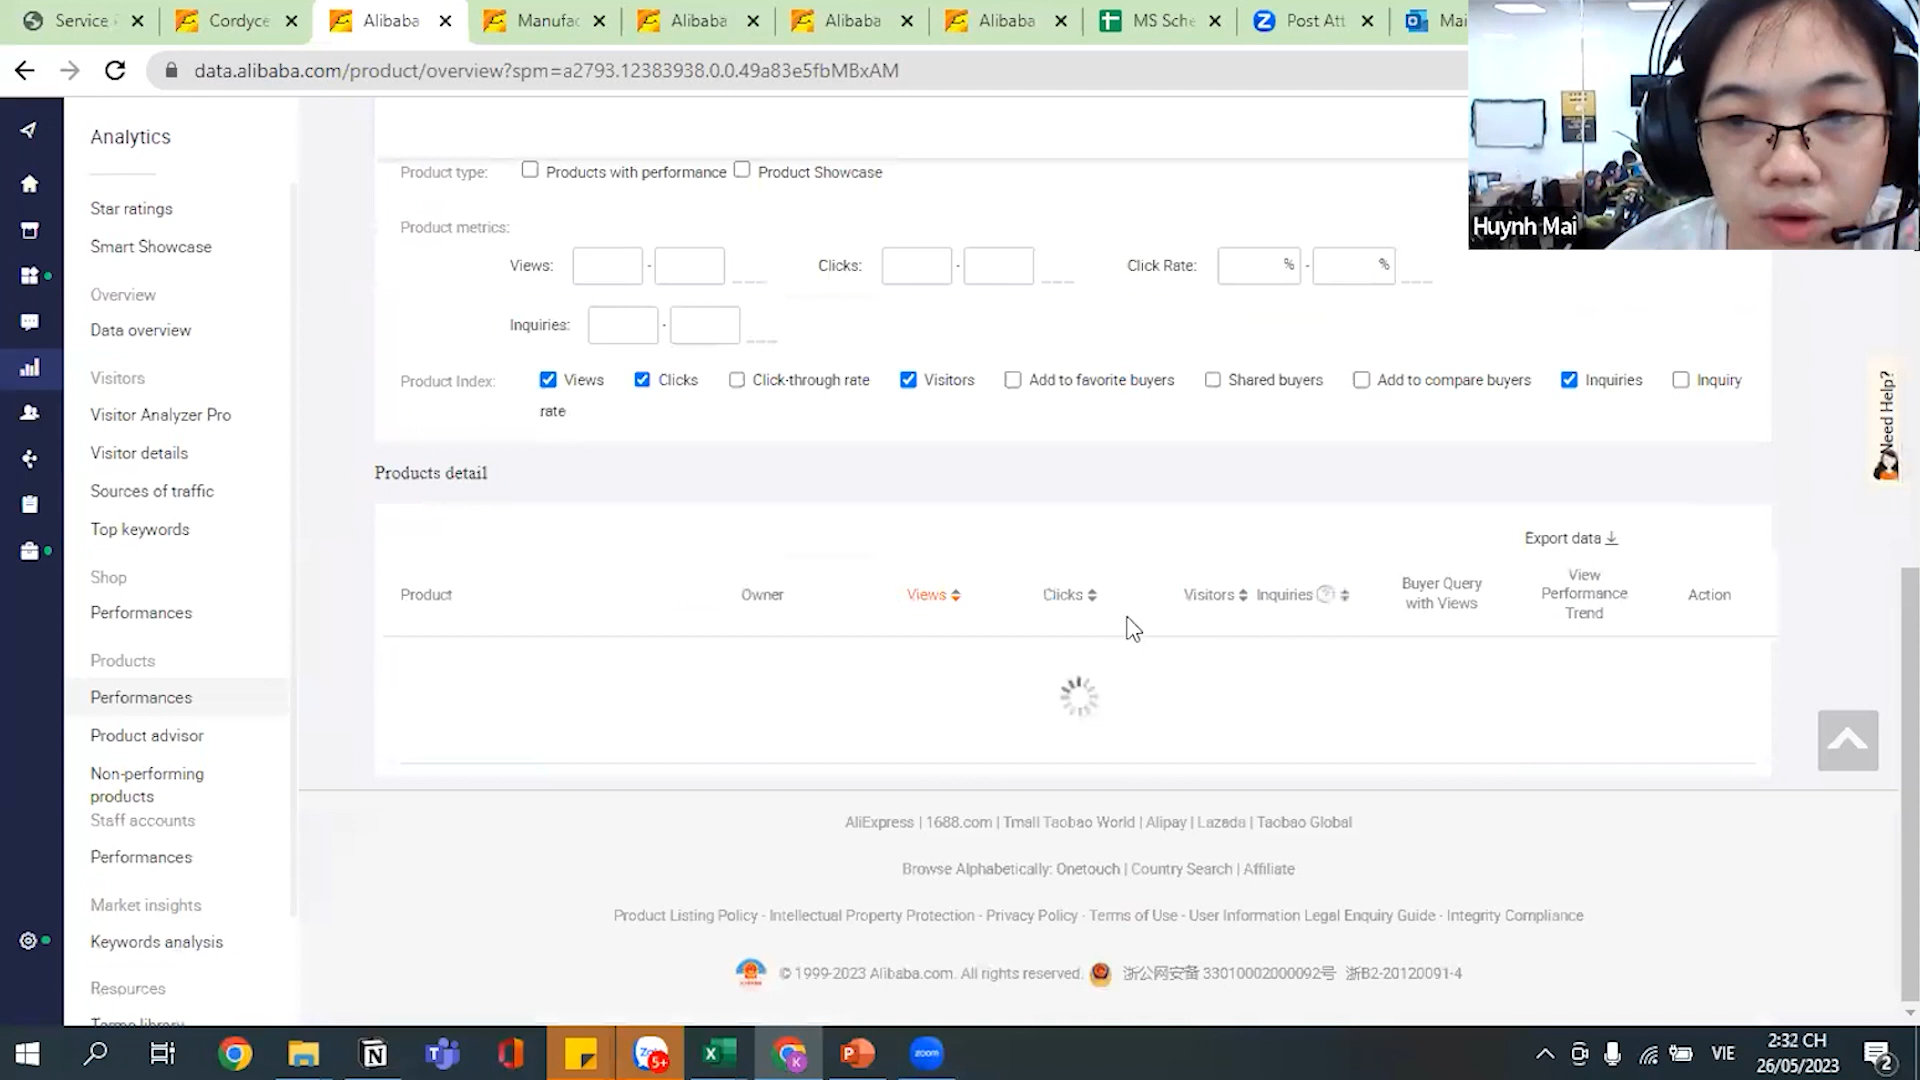 Service
Cordyce
Alibaba
Manufac
Alibaba
Alibaba
Alibaba
MS Sche
Post Att
Mai
data.alibaba.com/product/overview?spm=a2793.12383938.0.0.49a83e5fbMBxAM
Huynh Mai
Analytics
Star ratings
Smart Showcase
Overview
Data overview
Visitors
Visitor Analyzer Pro
Visitor details
Sources of traffic
Top keywords
Shop
Performances
Products
Performances
Product advisor
Non-performing
products
Staff accounts
Performances
Market insights
Keywords analysis
Resources
Terms library
Product type: Products with performance Product Showcase
Product metrics:
Views: - Clicks: - Click Rate: % - %
Inquiries: -
Product Index: Views Clicks Click-through rate Visitors Add to favorite buyers Shared buyers Add to compare buyers Inquiries Inquiry
rate
Need Help?
Products detail
Export data
Product Owner Views Clicks Visitors Inquiries ? Buyer Query with Views View Performance Trend Action
AliExpress | 1688.com | Tmall Taobao World | Alipay | Lazada | Taobao Global
Browse Alphabetically: Onetouch | Country Search | Affiliate
Product Listing Policy - Intellectual Property Protection - Privacy Policy - Terms of Use - User Information Legal Enquiry Guide - Integrity Compliance
© 1999-2023 Alibaba.com. All rights reserved. 浙公网安备 33010002000092号 浙B2-20120091-4
5+
zoom
VIE
2:32 CH
26/05/2023
2